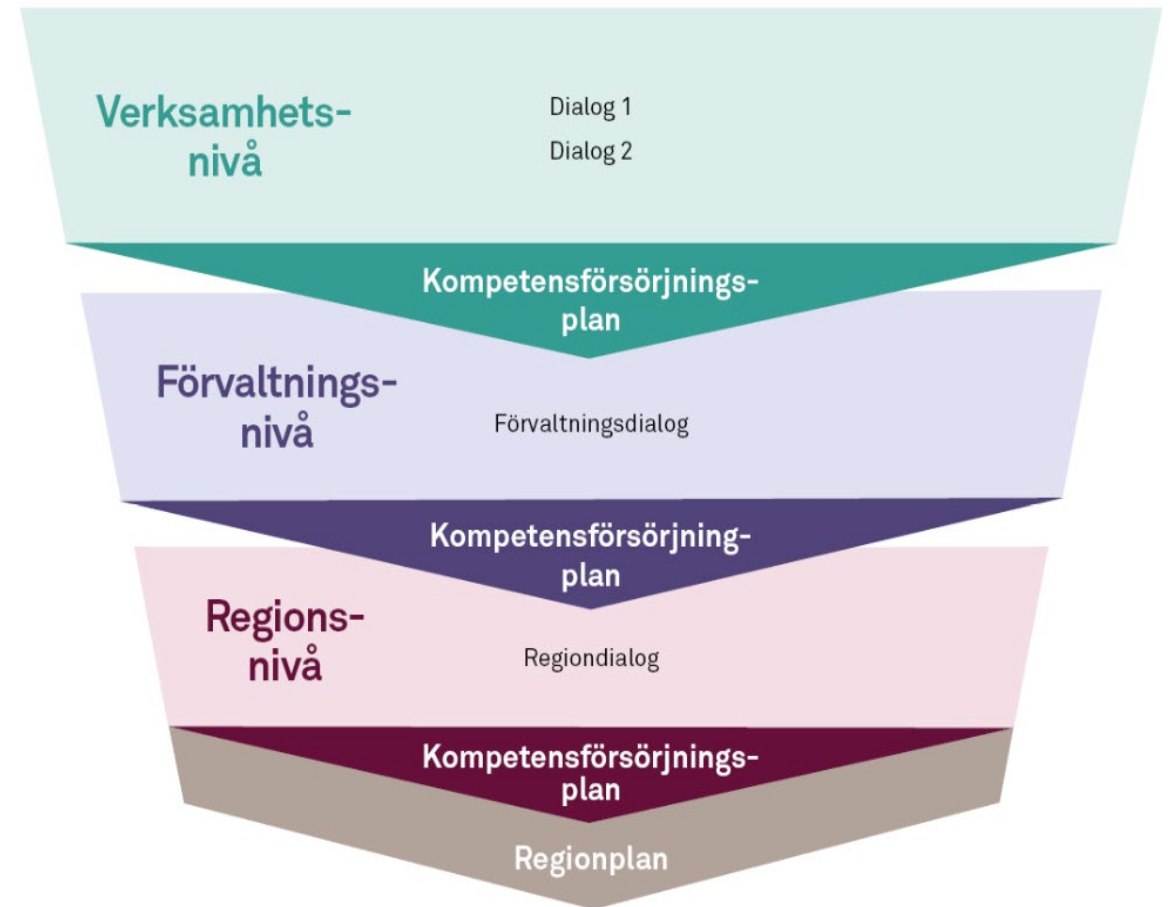 Verksamhets-
nivå
Dialog 1
Dialog 2
Kompetensförsörjnings-
plan
Förvaltnings-
nivå
Förvaltningsdialog
Kompetensförsörjning-
plan
Regions-
nivå
Regiondialog
Kompetensförsörjnings-
plan
Regionplan